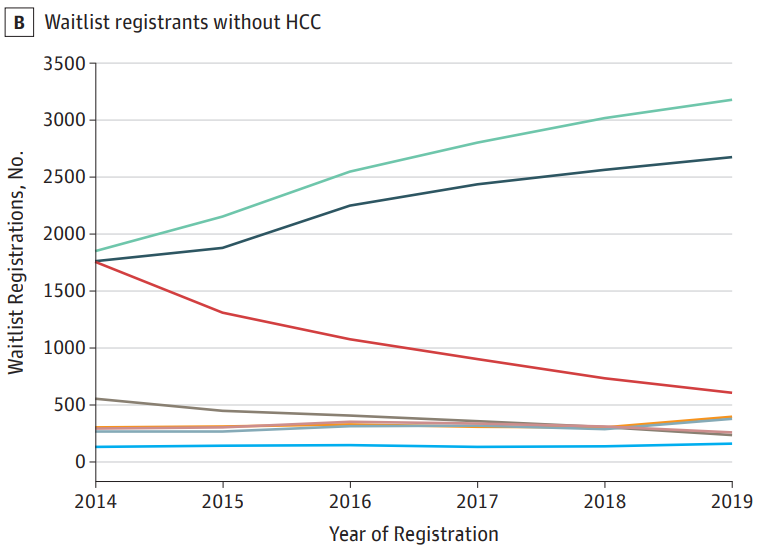 B Waitlist registrants without HCC
3500
3000
2500
2000
1500
1000
500
0
Waitlist Registrations, No.
2014 2015 2016 2017 2018 2019
Year of Registration